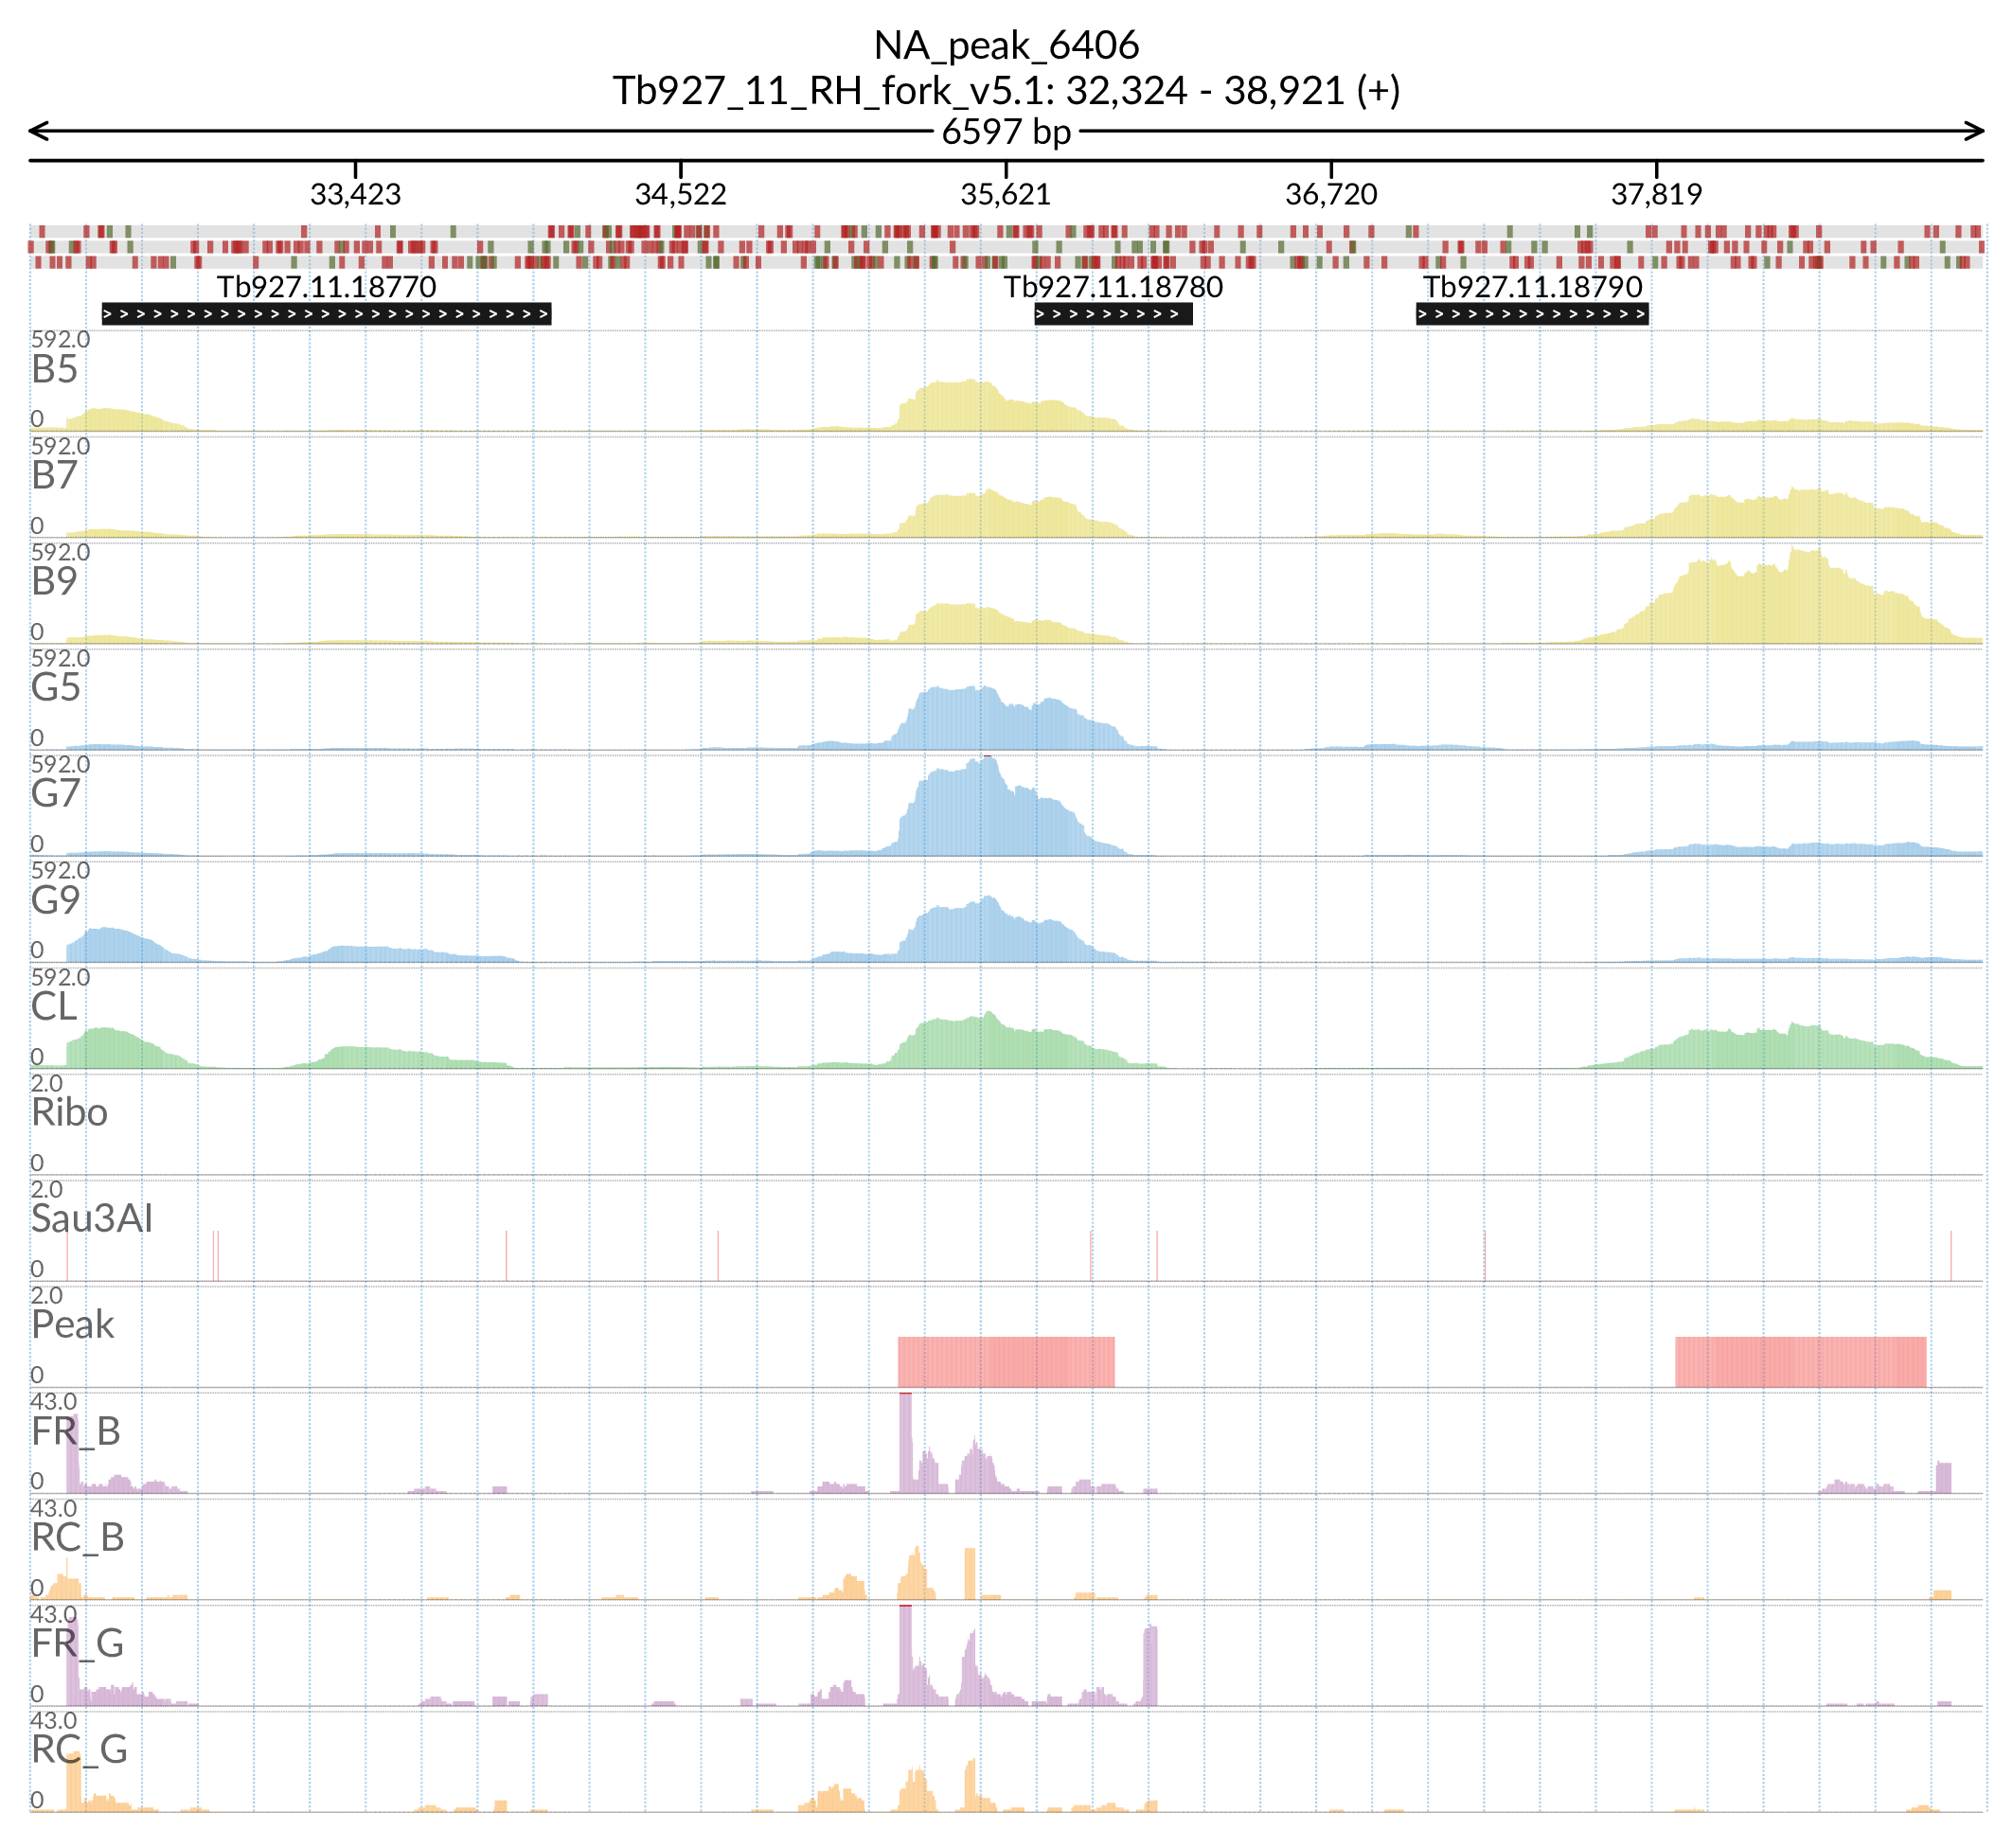 NA_peak_6406
Tb927_11_RH_fork_v5.1: 32,324 - 38,921 (+)
6597 bp
33,423 34,522 35,621 36,720 37,819
Tb927.11.18770 Tb927.11.18780 Tb927.11.18790
592.0
B5
0
592.0
B7
0
592.0
B9
0
592.0
G5
0
592.0
G7
0
592.0
G9
0
592.0
CL
0
2.0
Ribo
0
2.0
Sau3AI
0
2.0
Peak
0
43.0
FR_B
0
43.0
RC_B
0
43.0
FR_G
0
43.0
RC_G
0